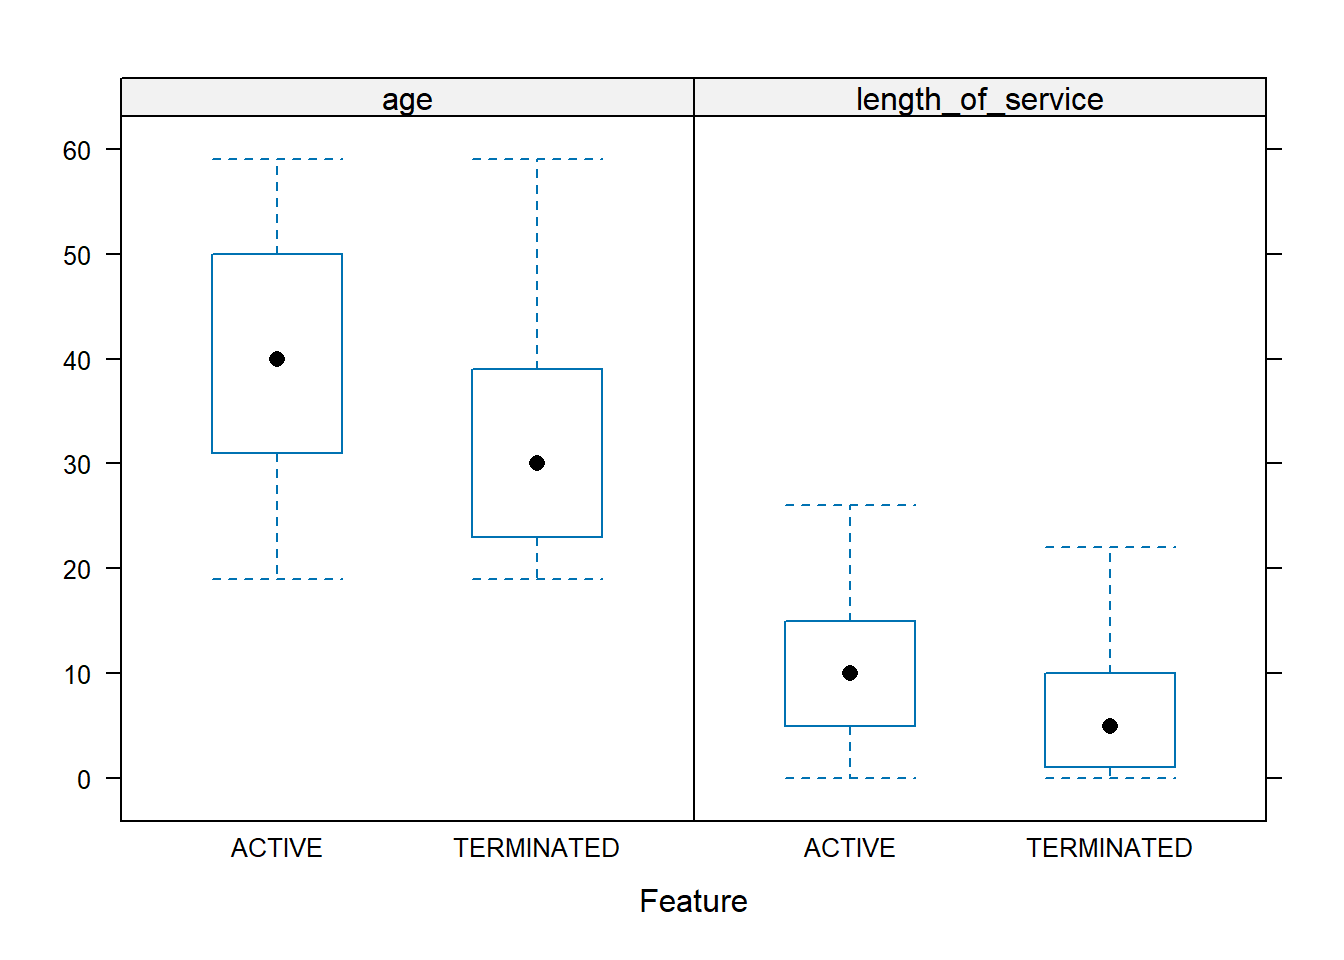 age length_of_service
60
50
40
30
20
10
0
ACTIVE TERMINATED ACTIVE TERMINATED
Feature